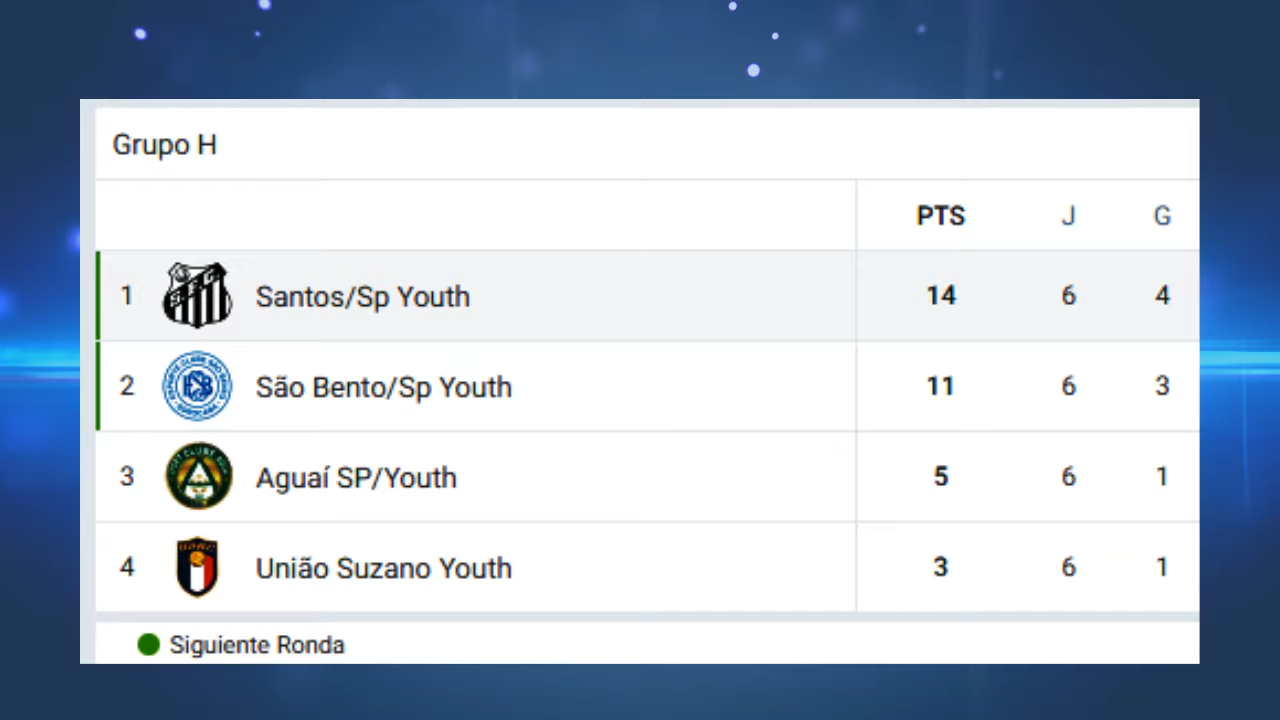 Grupo H
PTS J G
1 Santos/Sp Youth 14 6 4
2 São Bento/Sp Youth 11 6 3
3 Aguaí SP/Youth 5 6 1
4 União Suzano Youth 3 6 1
Siguiente Ronda